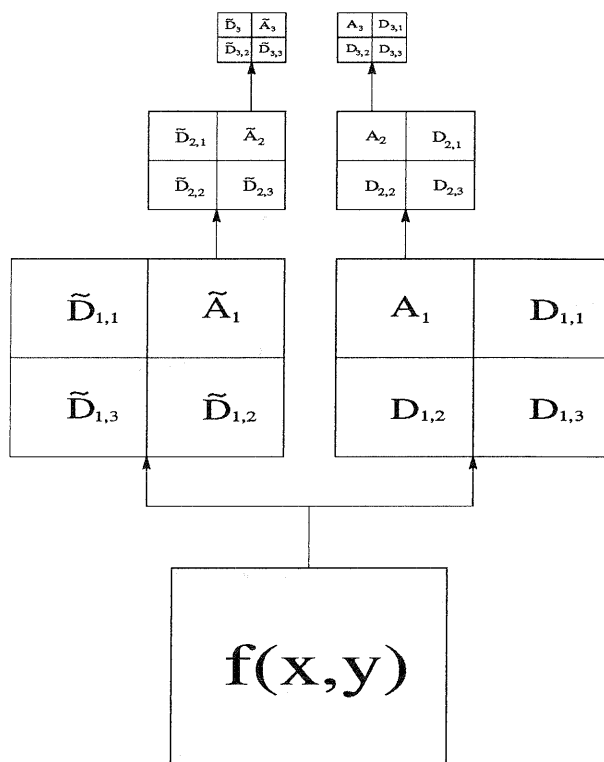 D̃₃ Ã₃ A₃ D₃,₁
D̃₃,₂ D̃₃,₃ D₃,₂ D₃,₃
D̃₂,₁ Ã₂ A₂ D₂,₁
D̃₂,₂ D̃₂,₃ D₂,₂ D₂,₃
D̃₁,₁ Ã₁ A₁ D₁,₁
D̃₁,₃ D̃₁,₂ D₁,₂ D₁,₃
f(x,y)